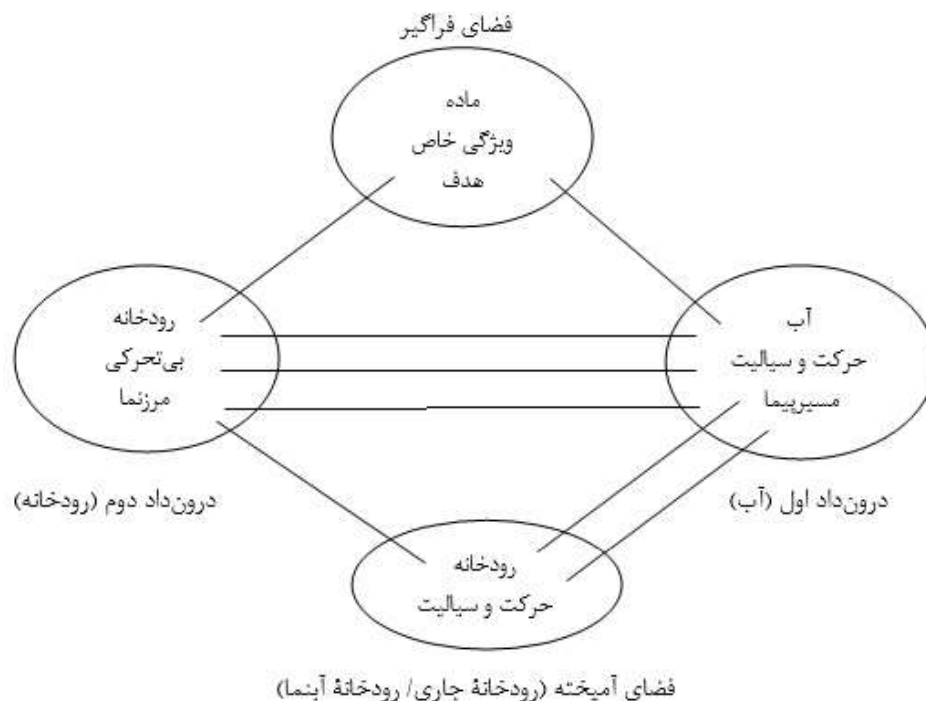 فضای فراگیر
ماده
ویژگی خاص
هدف
آب
حرکت و سیالیت
مسیرپیما
درون‌داد اول (آب)
رودخانه
بی‌تحرکی
مرزنما
درون‌داد دوم (رودخانه)
رودخانه
حرکت و سیالیت
فضای آمیخته (رودخانهٔ جاری/ رودخانهٔ آبنما)